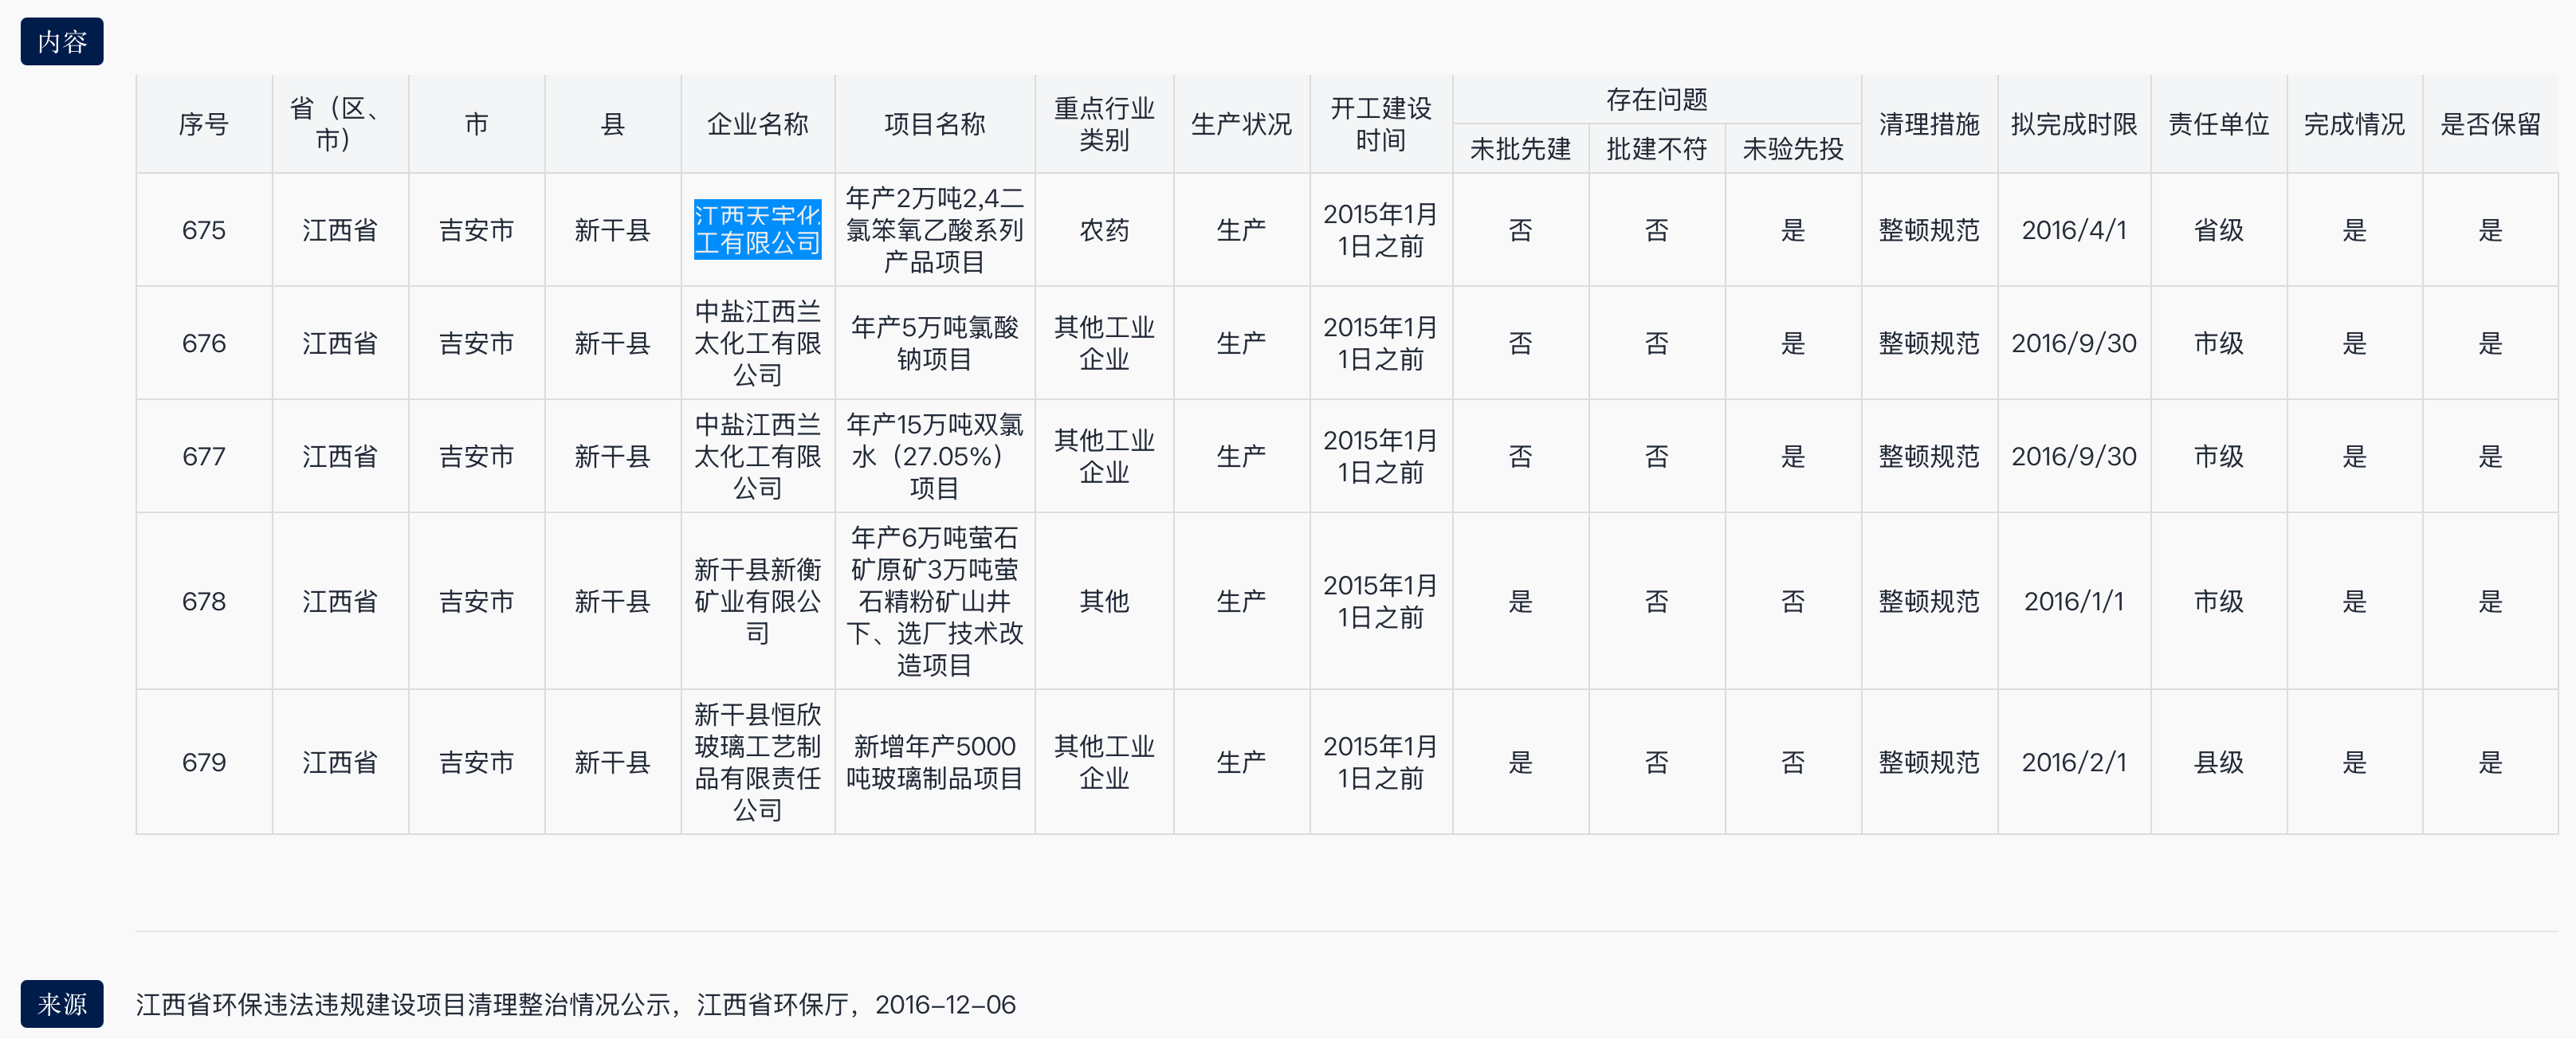 内容
序号 省（区、市） 市 县 企业名称 项目名称 重点行业类别 生产状况 开工建设时间 存在问题 清理措施 拟完成时限 责任单位 完成情况 是否保留
未批先建 批建不符 未验先投
675 江西省 吉安市 新干县 江西天宇化工有限公司 年产2万吨2,4二氯笨氧乙酸系列产品项目 农药 生产 2015年1月1日之前 否 否 是 整顿规范 2016/4/1 省级 是 是
676 江西省 吉安市 新干县 中盐江西兰太化工有限公司 年产5万吨氯酸钠项目 其他工业企业 生产 2015年1月1日之前 否 否 是 整顿规范 2016/9/30 市级 是 是
677 江西省 吉安市 新干县 中盐江西兰太化工有限公司 年产15万吨双氯水（27.05%）项目 其他工业企业 生产 2015年1月1日之前 否 否 是 整顿规范 2016/9/30 市级 是 是
678 江西省 吉安市 新干县 新干县新衡矿业有限公司 年产6万吨萤石矿原矿3万吨萤石精粉矿山井下、选厂技术改造项目 其他 生产 2015年1月1日之前 是 否 否 整顿规范 2016/1/1 市级 是 是
679 江西省 吉安市 新干县 新干县恒欣玻璃工艺制品有限责任公司 新增年产5000吨玻璃制品项目 其他工业企业 生产 2015年1月1日之前 是 否 否 整顿规范 2016/2/1 县级 是 是
来源 江西省环保违法违规建设项目清理整治情况公示，江西省环保厅，2016-12-06